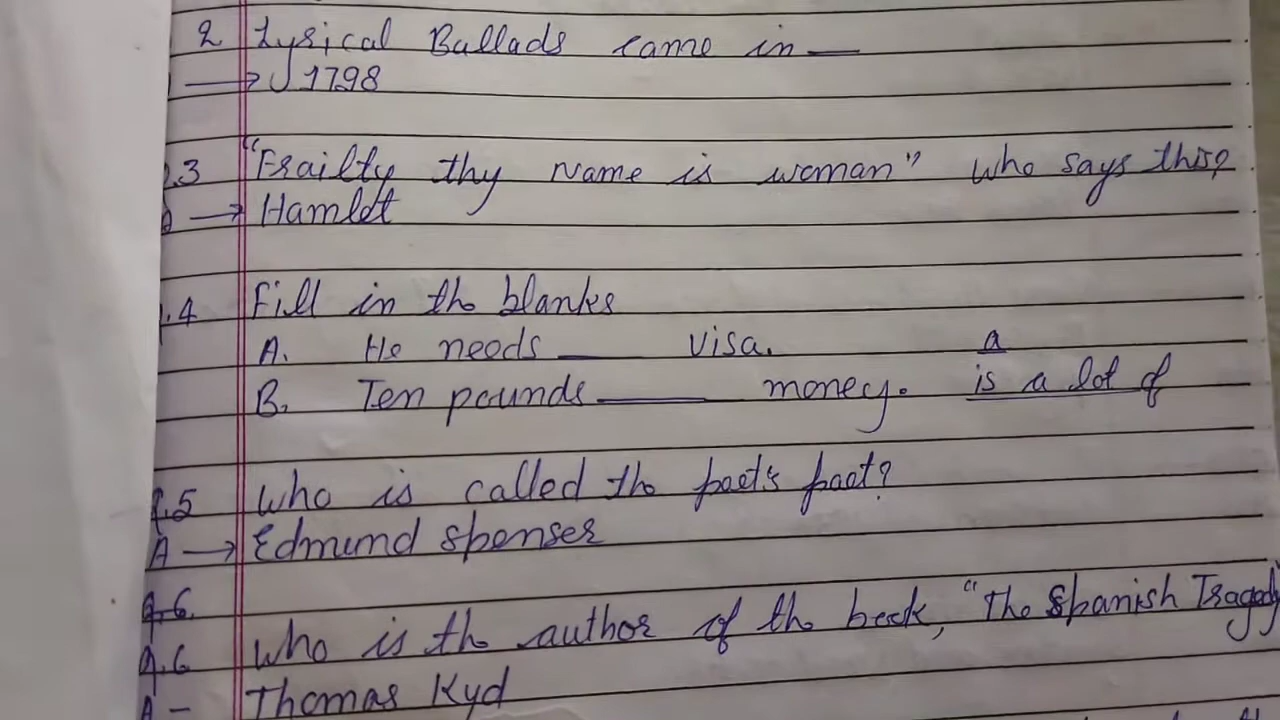 2 Lyrical Ballads came in —
→ 1798
.3 "Frailty thy name is woman" who says this?
→ Hamlet
.4 Fill in the blanks
A. He needs ___ visa. a
B. Ten pounds ___ money. is a lot of
Q.5 Who is called the poet's poet?
A → Edmund Spenser
Q.6.
Q.6 Who is the author of the book, "The Spanish Tragedy"
A - Thomas Kyd